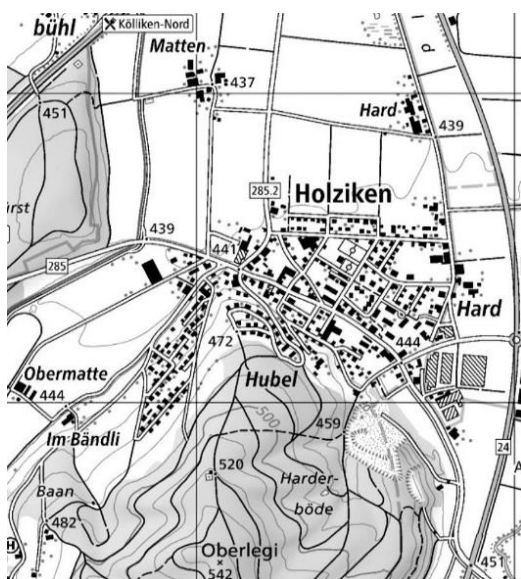 bühl
Kölliken-Nord
Matten
437
451
Hard
439
285.2
Holziken
439
441
285
Hard
472
444
Obermatte
444
Hubel
500
459
Im Bändli
520
24
Baan
Harder-
böde
482
H
Oberlegi
542
451